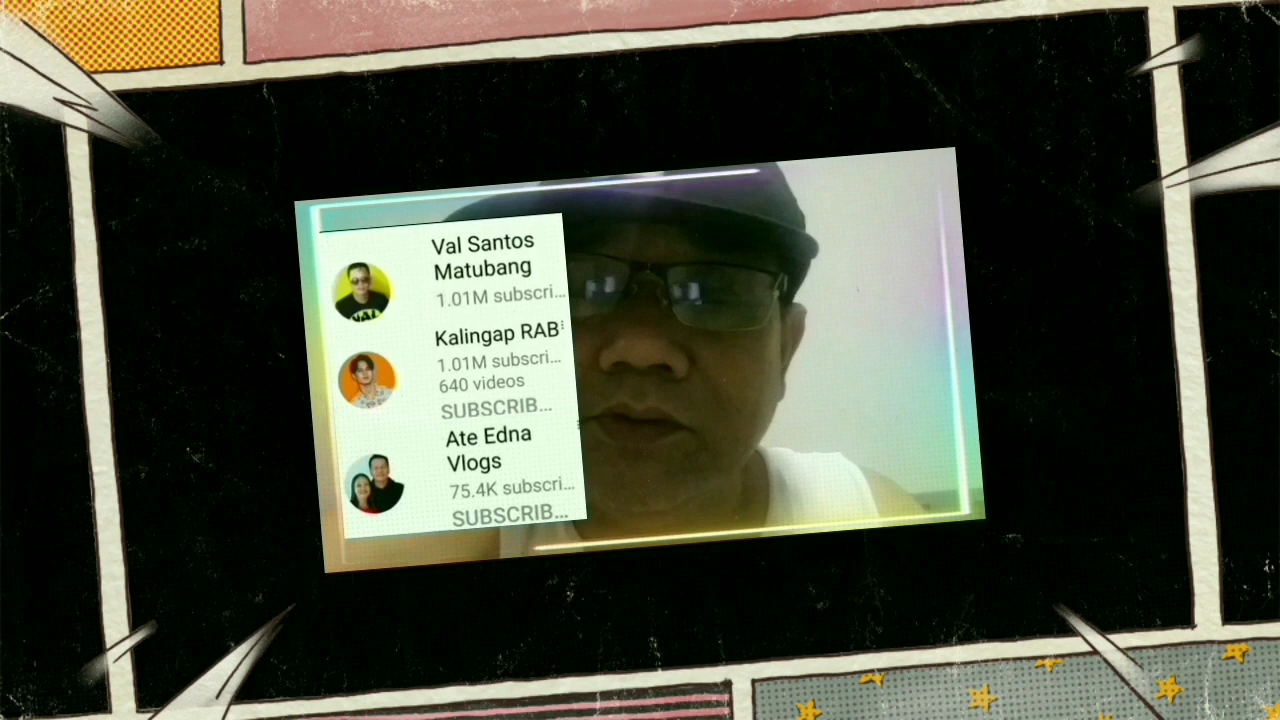 Val Santos
Matubang
1.01M subscri...
Kalingap RAB
1.01M subscri...
640 videos
SUBSCRIB...
Ate Edna
Vlogs
75.4K subscri...
SUBSCRIB...